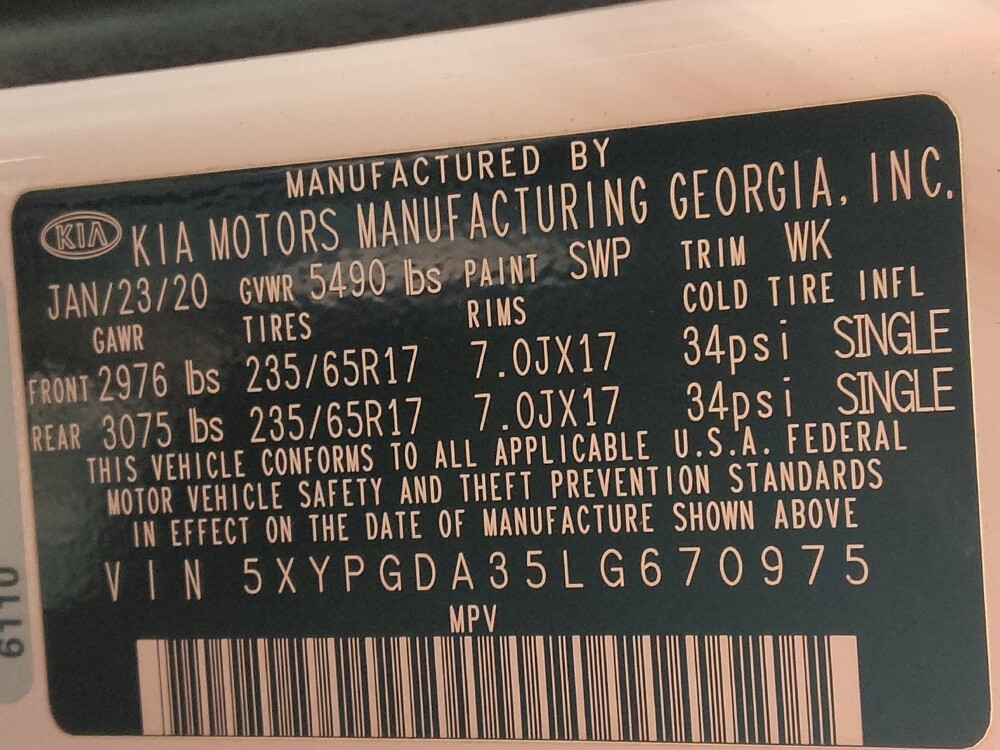 MANUFACTURED BY
KIA KIA MOTORS MANUFACTURING GEORGIA, INC.
JAN/23/20 GVWR 5490 lbs PAINT SWP TRIM WK
GAWR TIRES RIMS COLD TIRE INFL
FRONT 2976 lbs 235/65R17 7.0JX17 34psi SINGLE
REAR 3075 lbs 235/65R17 7.0JX17 34psi SINGLE
THIS VEHICLE CONFORMS TO ALL APPLICABLE U.S.A. FEDERAL
MOTOR VEHICLE SAFETY AND THEFT PREVENTION STANDARDS
IN EFFECT ON THE DATE OF MANUFACTURE SHOWN ABOVE
VIN 5XYPGDA35LG670975
MPV
6110